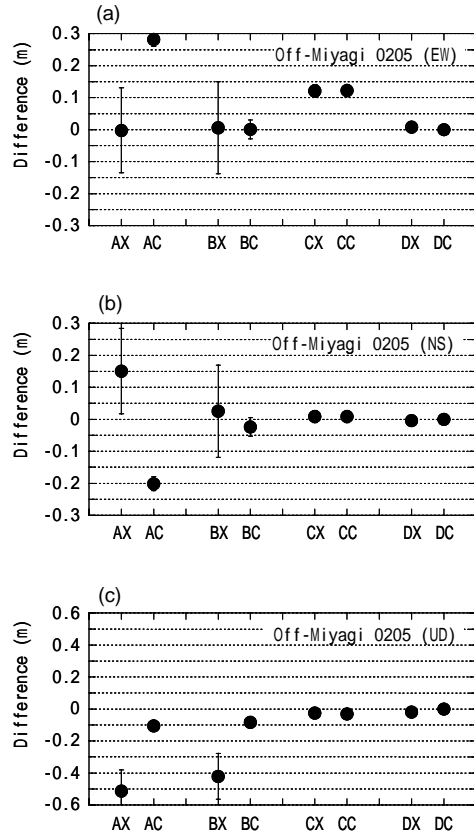 (a)
0.3
0.2
0.1
0
-0.1
-0.2
-0.3
Difference (m)
Off-Miyagi 0205 (EW)
AX AC BX BC CX CC DX DC
(b)
0.3
0.2
0.1
0
-0.1
-0.2
-0.3
Difference (m)
Off-Miyagi 0205 (NS)
AX AC BX BC CX CC DX DC
(c)
0.6
0.4
0.2
0
-0.2
-0.4
-0.6
Difference (m)
Off-Miyagi 0205 (UD)
AX AC BX BC CX CC DX DC